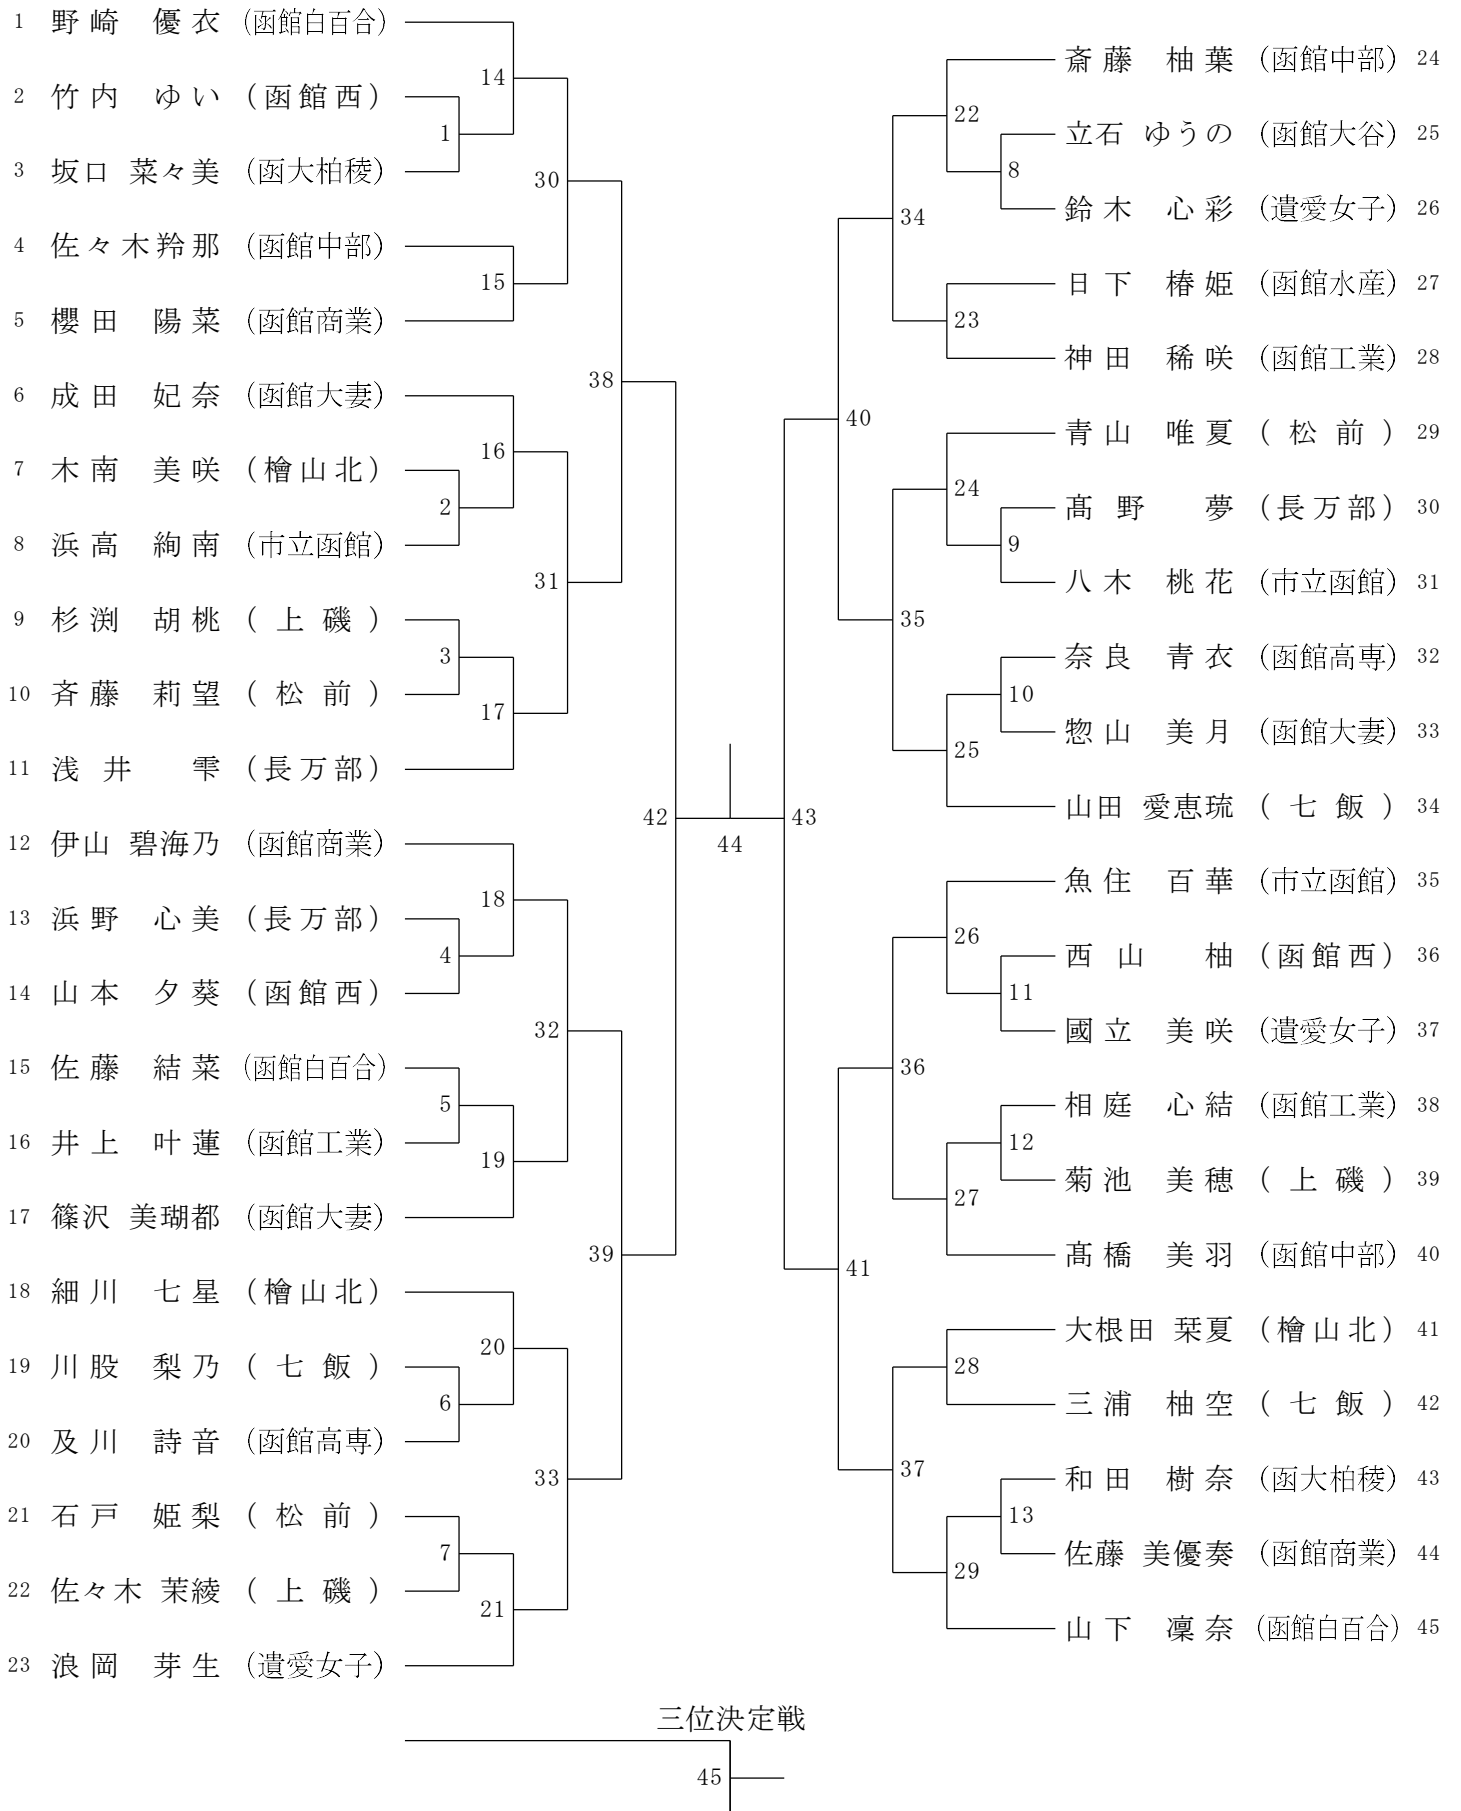 1 野崎 優衣 (函館白百合)
2 竹内 ゆい (函館西)
3 坂口 菜々美 (函大柏稜)
4 佐々木羚那 (函館中部)
5 櫻田 陽菜 (函館商業)
6 成田 妃奈 (函館大妻)
7 木南 美咲 (檜山北)
8 浜高 絢南 (市立函館)
9 杉渕 胡桃 (上磯)
10 斉藤 莉望 (松前)
11 浅井 雫 (長万部)
12 伊山 碧海乃 (函館商業)
13 浜野 心美 (長万部)
14 山本 夕葵 (函館西)
15 佐藤 結菜 (函館白百合)
16 井上 叶蓮 (函館工業)
17 篠沢 美瑚都 (函館大妻)
18 細川 七星 (檜山北)
19 川股 梨乃 (七飯)
20 及川 詩音 (函館高専)
21 石戸 姫梨 (松前)
22 佐々木 茉綾 (上磯)
23 浪岡 芽生 (遺愛女子)
1
2
3
4
5
6
7
14
15
16
17
18
19
20
21
30
31
32
33
38
39
42
44
43
40
41
34
35
36
37
22
23
24
25
26
27
28
29
8
9
10
11
12
13
斎藤 柚葉 (函館中部) 24
立石 ゆうの (函館大谷) 25
鈴木 心彩 (遺愛女子) 26
日下 椿姫 (函館水産) 27
神田 稀咲 (函館工業) 28
青山 唯夏 (松前) 29
髙野 夢 (長万部) 30
八木 桃花 (市立函館) 31
奈良 青衣 (函館高専) 32
惣山 美月 (函館大妻) 33
山田 愛恵琉 (七飯) 34
魚住 百華 (市立函館) 35
西山 柚 (函館西) 36
國立 美咲 (遺愛女子) 37
相庭 心結 (函館工業) 38
菊池 美穂 (上磯) 39
髙橋 美羽 (函館中部) 40
大根田 栞夏 (檜山北) 41
三浦 柚空 (七飯) 42
和田 樹奈 (函大柏稜) 43
佐藤 美優奏 (函館商業) 44
山下 凜奈 (函館白百合) 45
三位決定戦
45